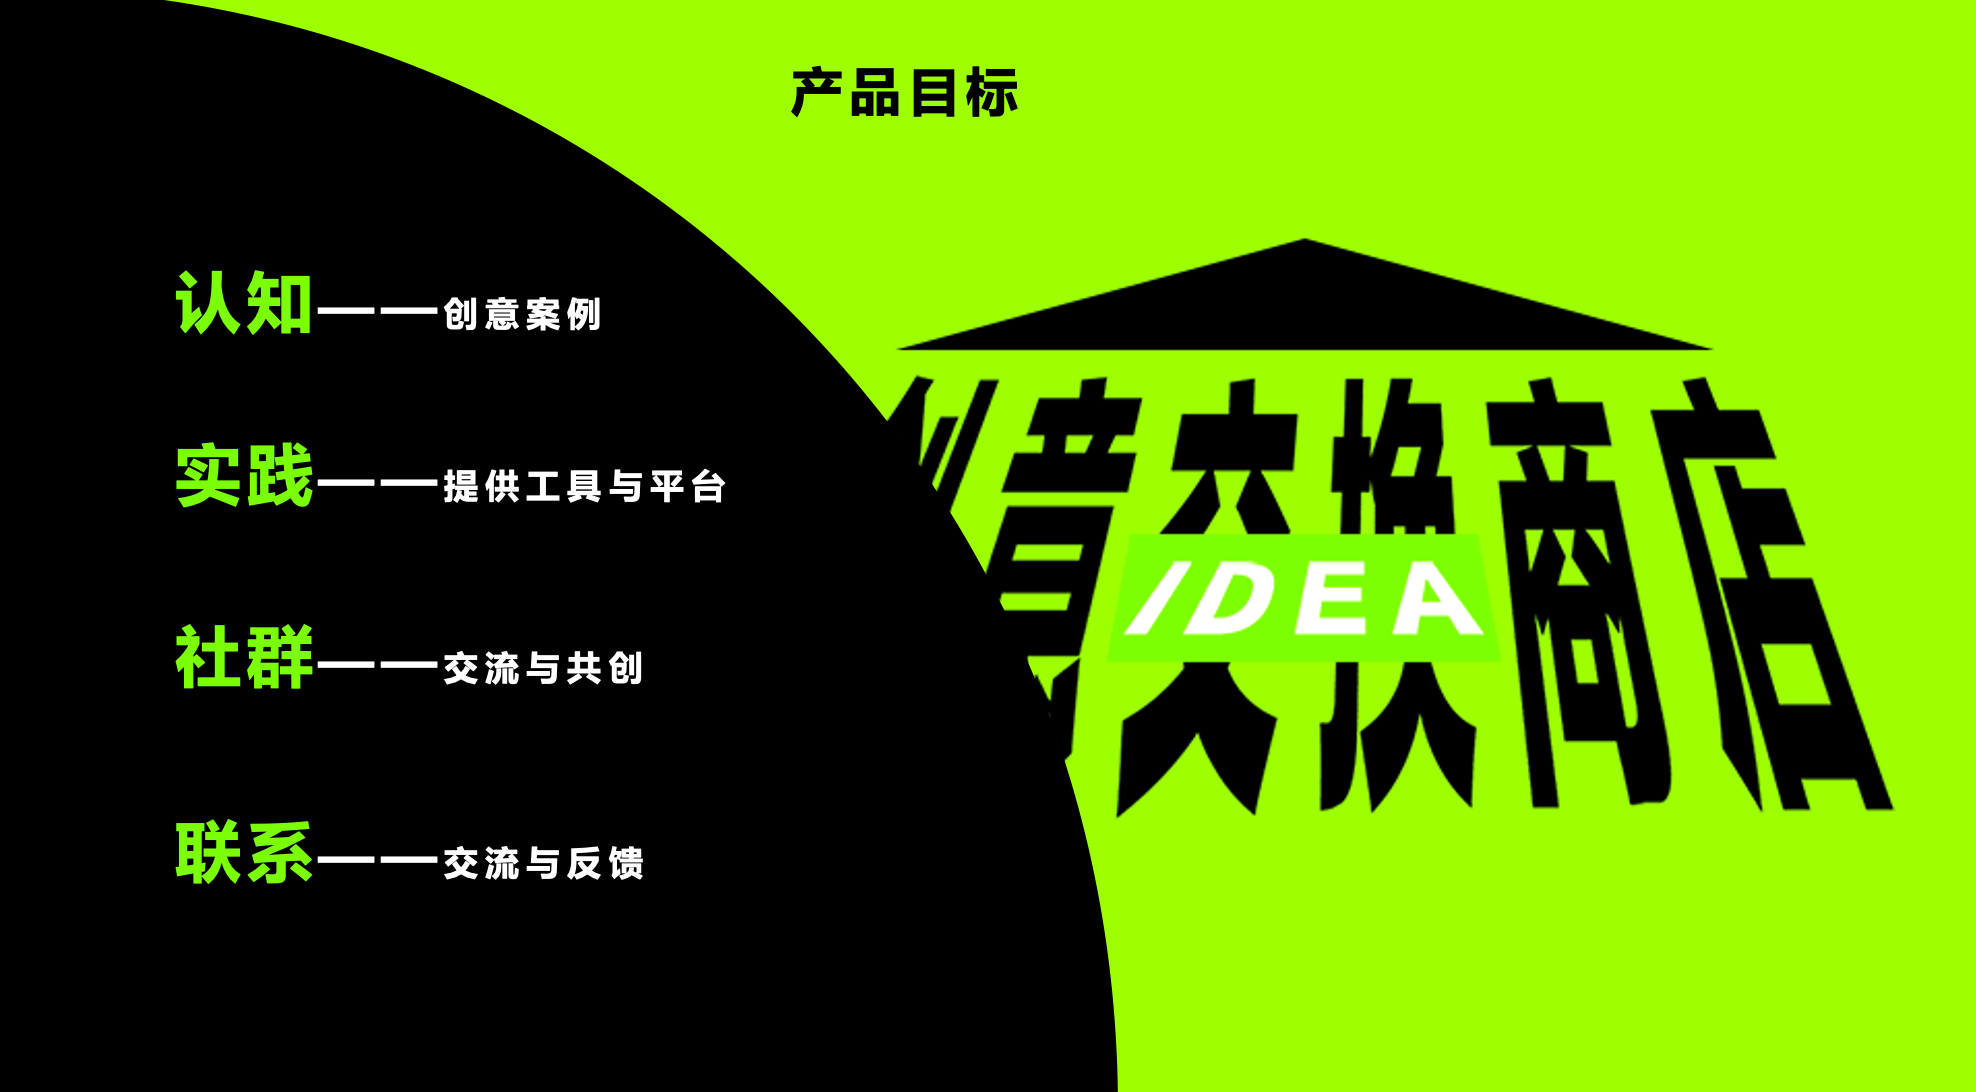 产品目标
认知——创意案例
实践——提供工具与平台
社群——交流与共创
联系——交流与反馈
创意交换商店
IDEA